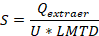 S = Q_extraer / (U * LMTD)